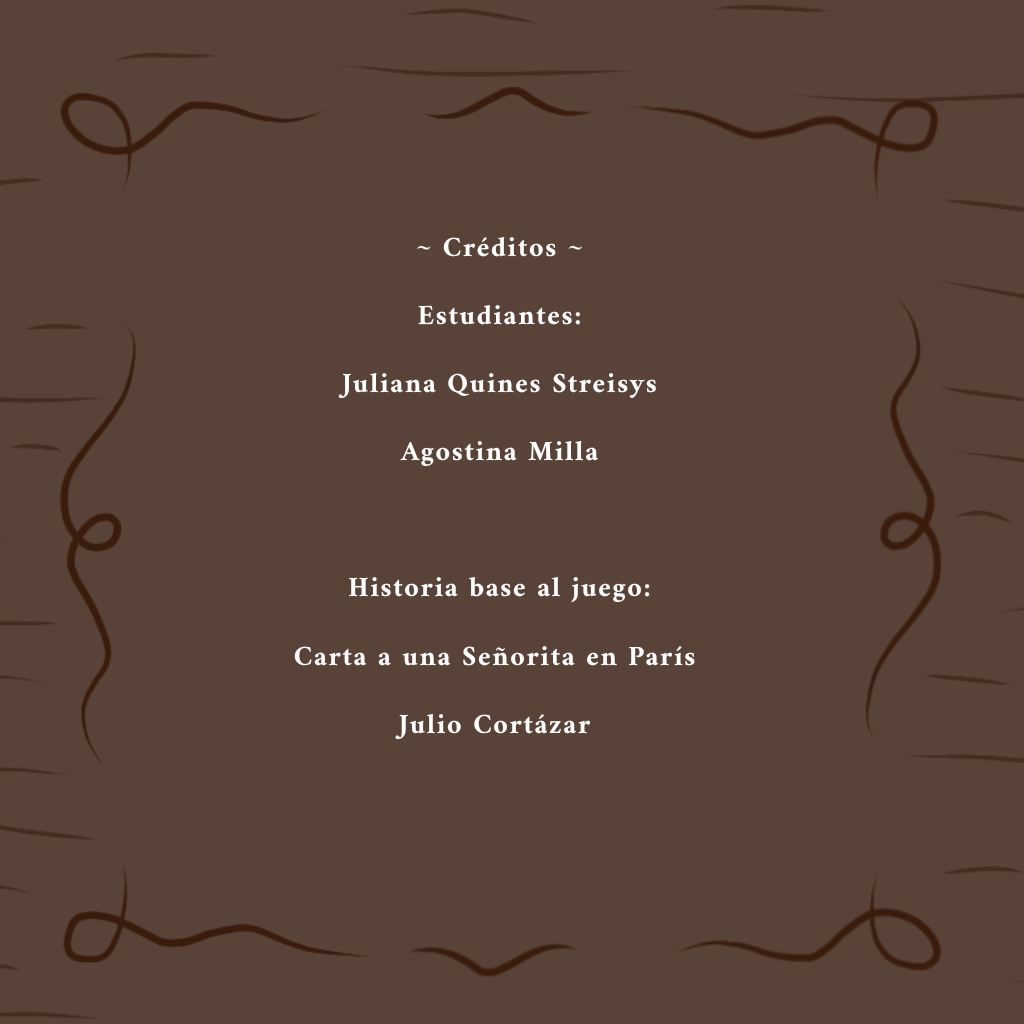 ~ Créditos ~
Estudiantes:
Juliana Quines Streisys
Agostina Milla
Historia base al juego:
Carta a una Señorita en París
Julio Cortázar